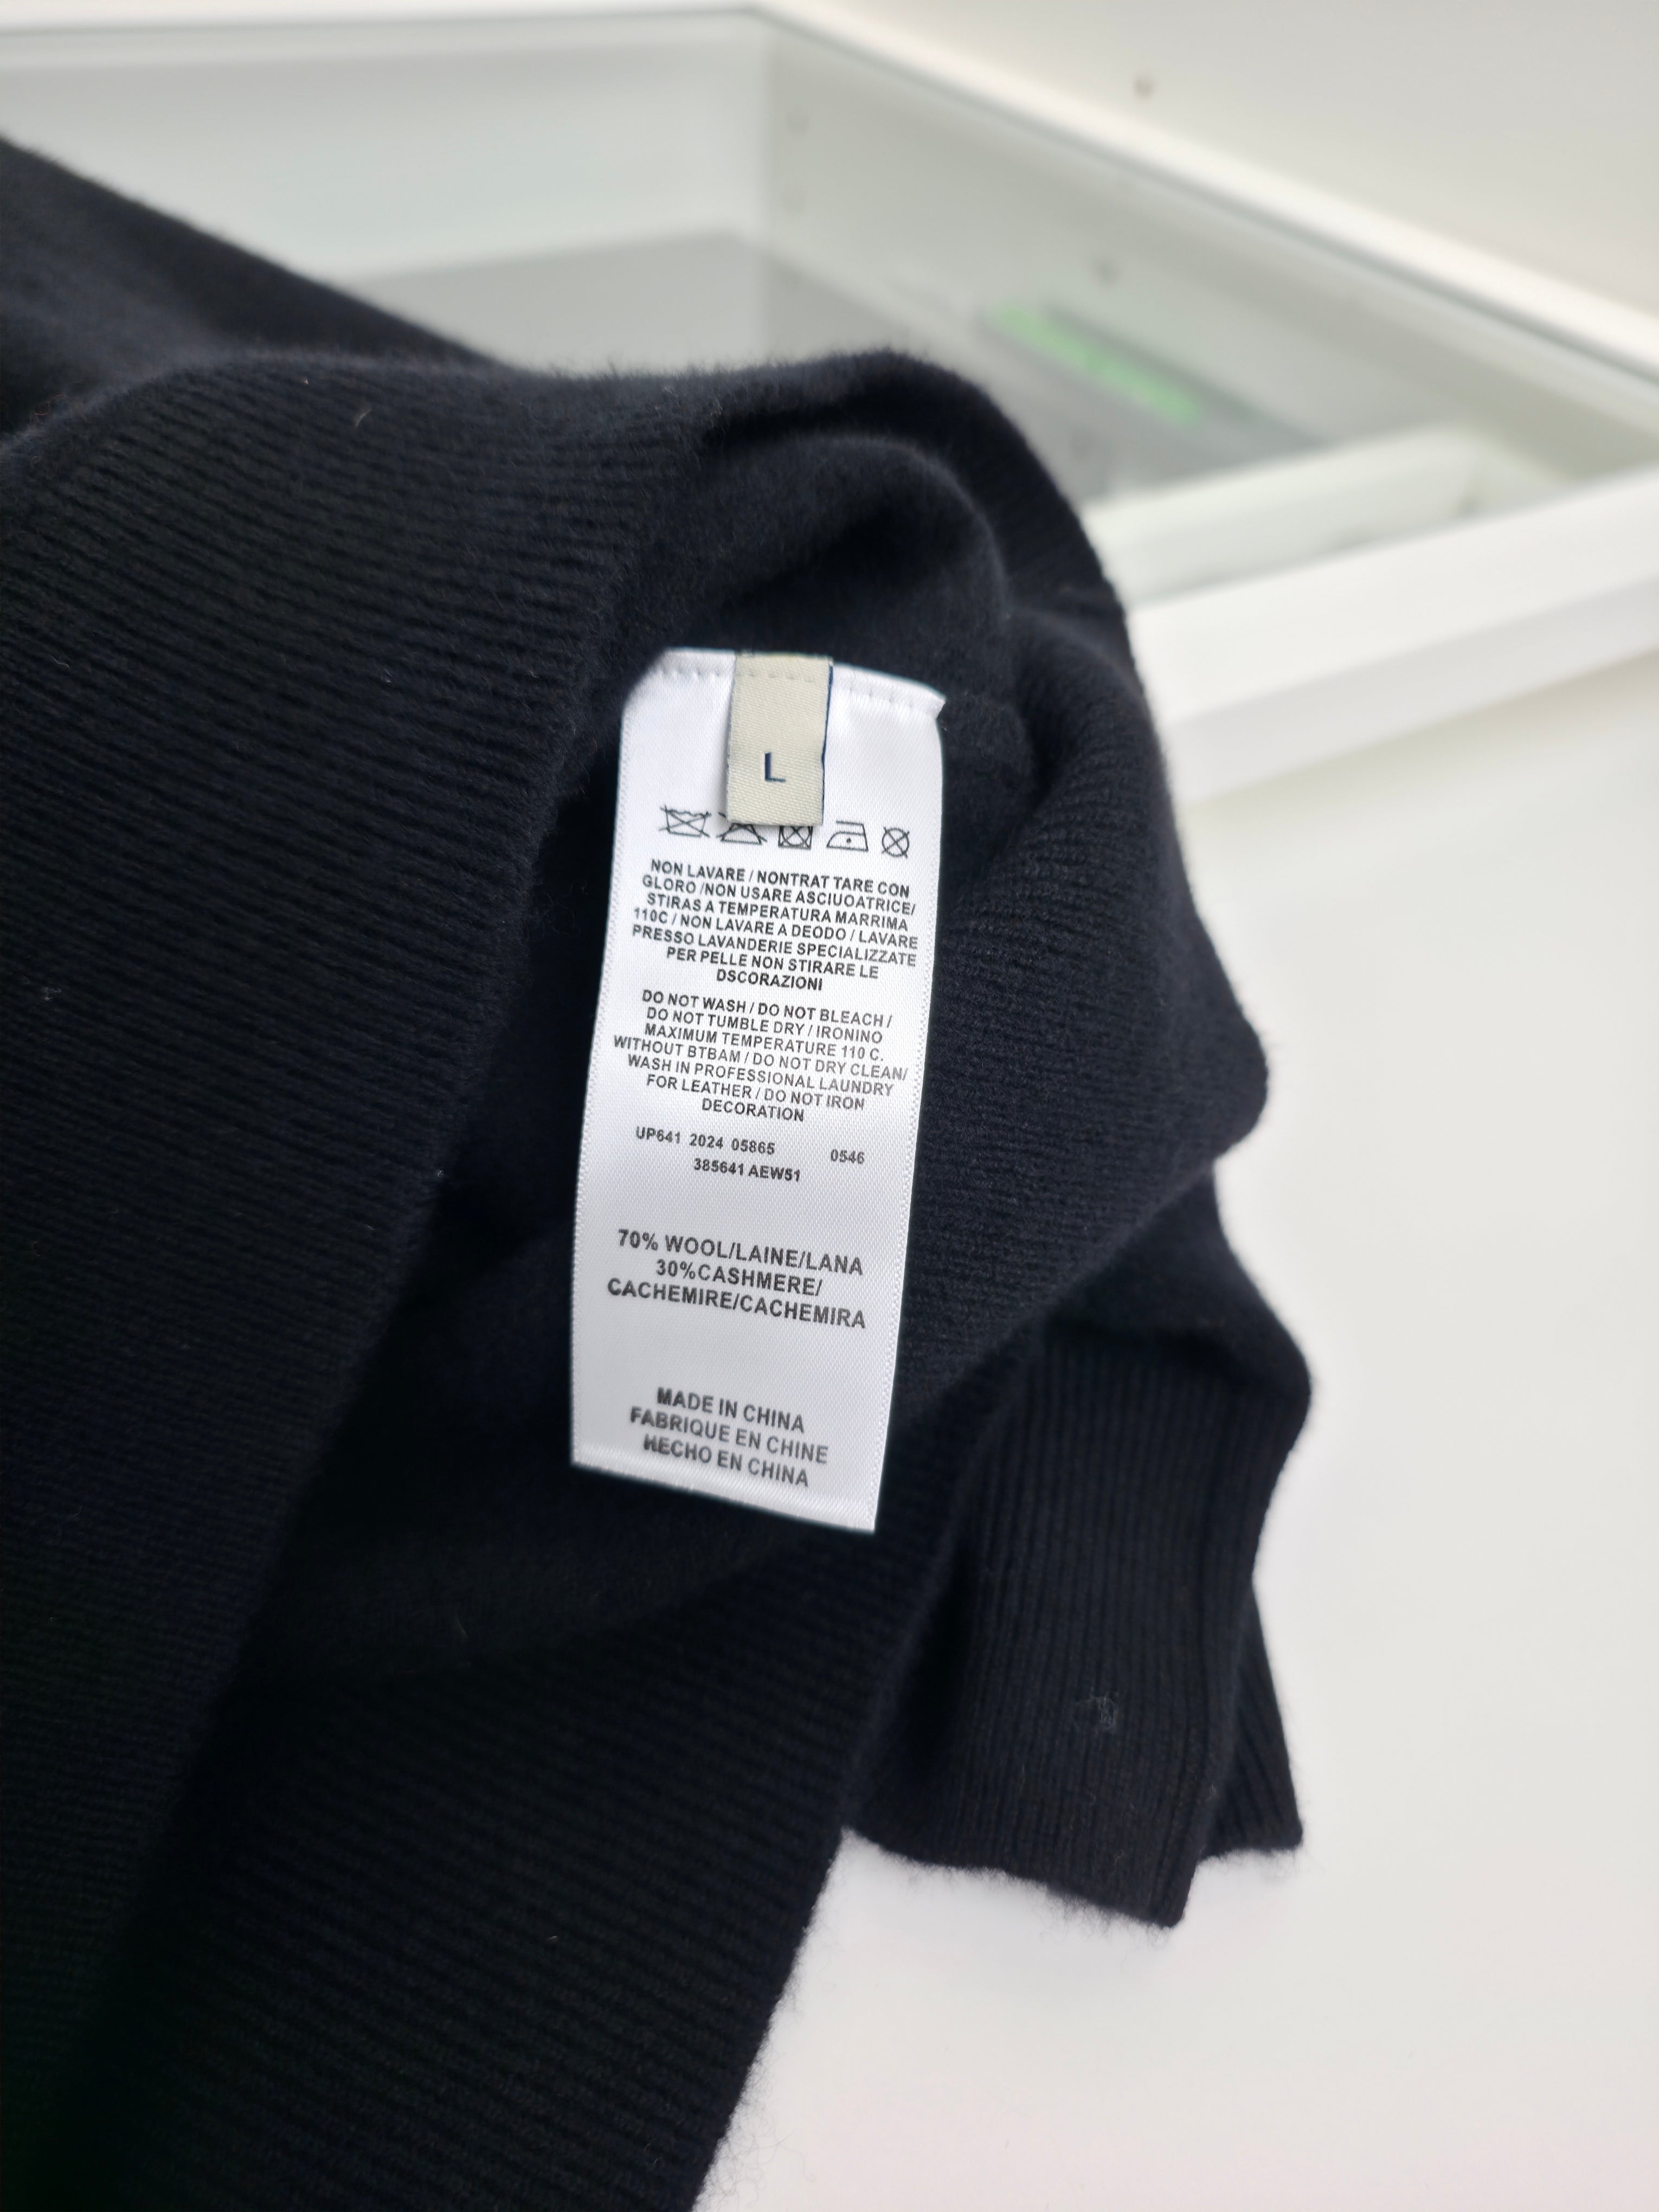 L
NON LAVARE / NONTRAT TARE CON
GLORO /NON USARE ASCIUOATRICE/
STIRAS A TEMPERATURA MARRIMA
110C / NON LAVARE A DEODO / LAVARE
PRESSO LAVANDERIE SPECIALIZZATE
PER PELLE NON STIRARE LE
DSCORAZIONI
DO NOT WASH / DO NOT BLEACH /
DO NOT TUMBLE DRY / IRONINO
MAXIMUM TEMPERATURE 110 C.
WITHOUT BTBAM / DO NOT DRY CLEAN/
WASH IN PROFESSIONAL LAUNDRY
FOR LEATHER / DO NOT IRON
DECORATION
UP641 2024 05865 0546
385641 AEW51
70% WOOL/LAINE/LANA
30%CASHMERE/
CACHEMIRE/CACHEMIRA
MADE IN CHINA
FABRIQUE EN CHINE
HECHO EN CHINA